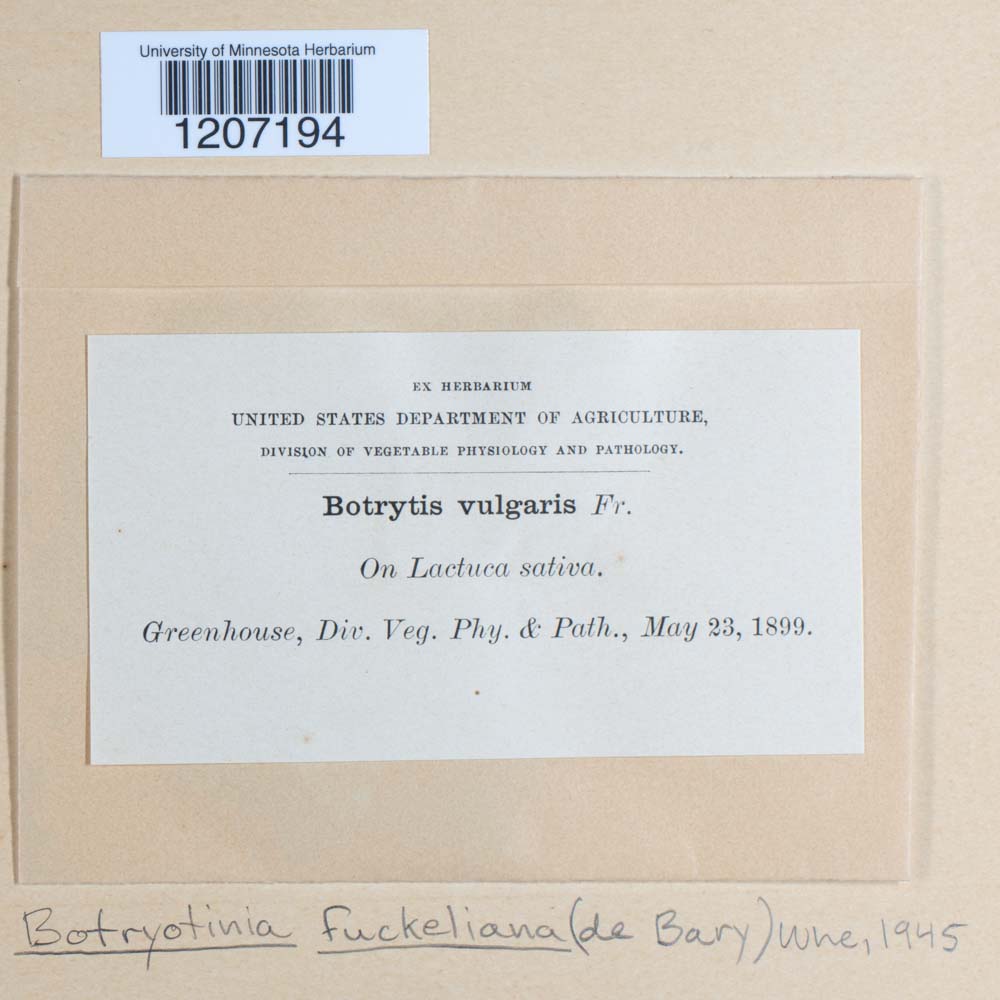 University of Minnesota Herbarium
1207194
EX HERBARIUM
UNITED STATES DEPARTMENT OF AGRICULTURE,
DIVISION OF VEGETABLE PHYSIOLOGY AND PATHOLOGY.
Botrytis vulgaris Fr.
On Lactuca sativa.
Greenhouse, Div. Veg. Phy. & Path., May 23, 1899.
Botryotinia fuckeliana (de Bary) Whe, 1945